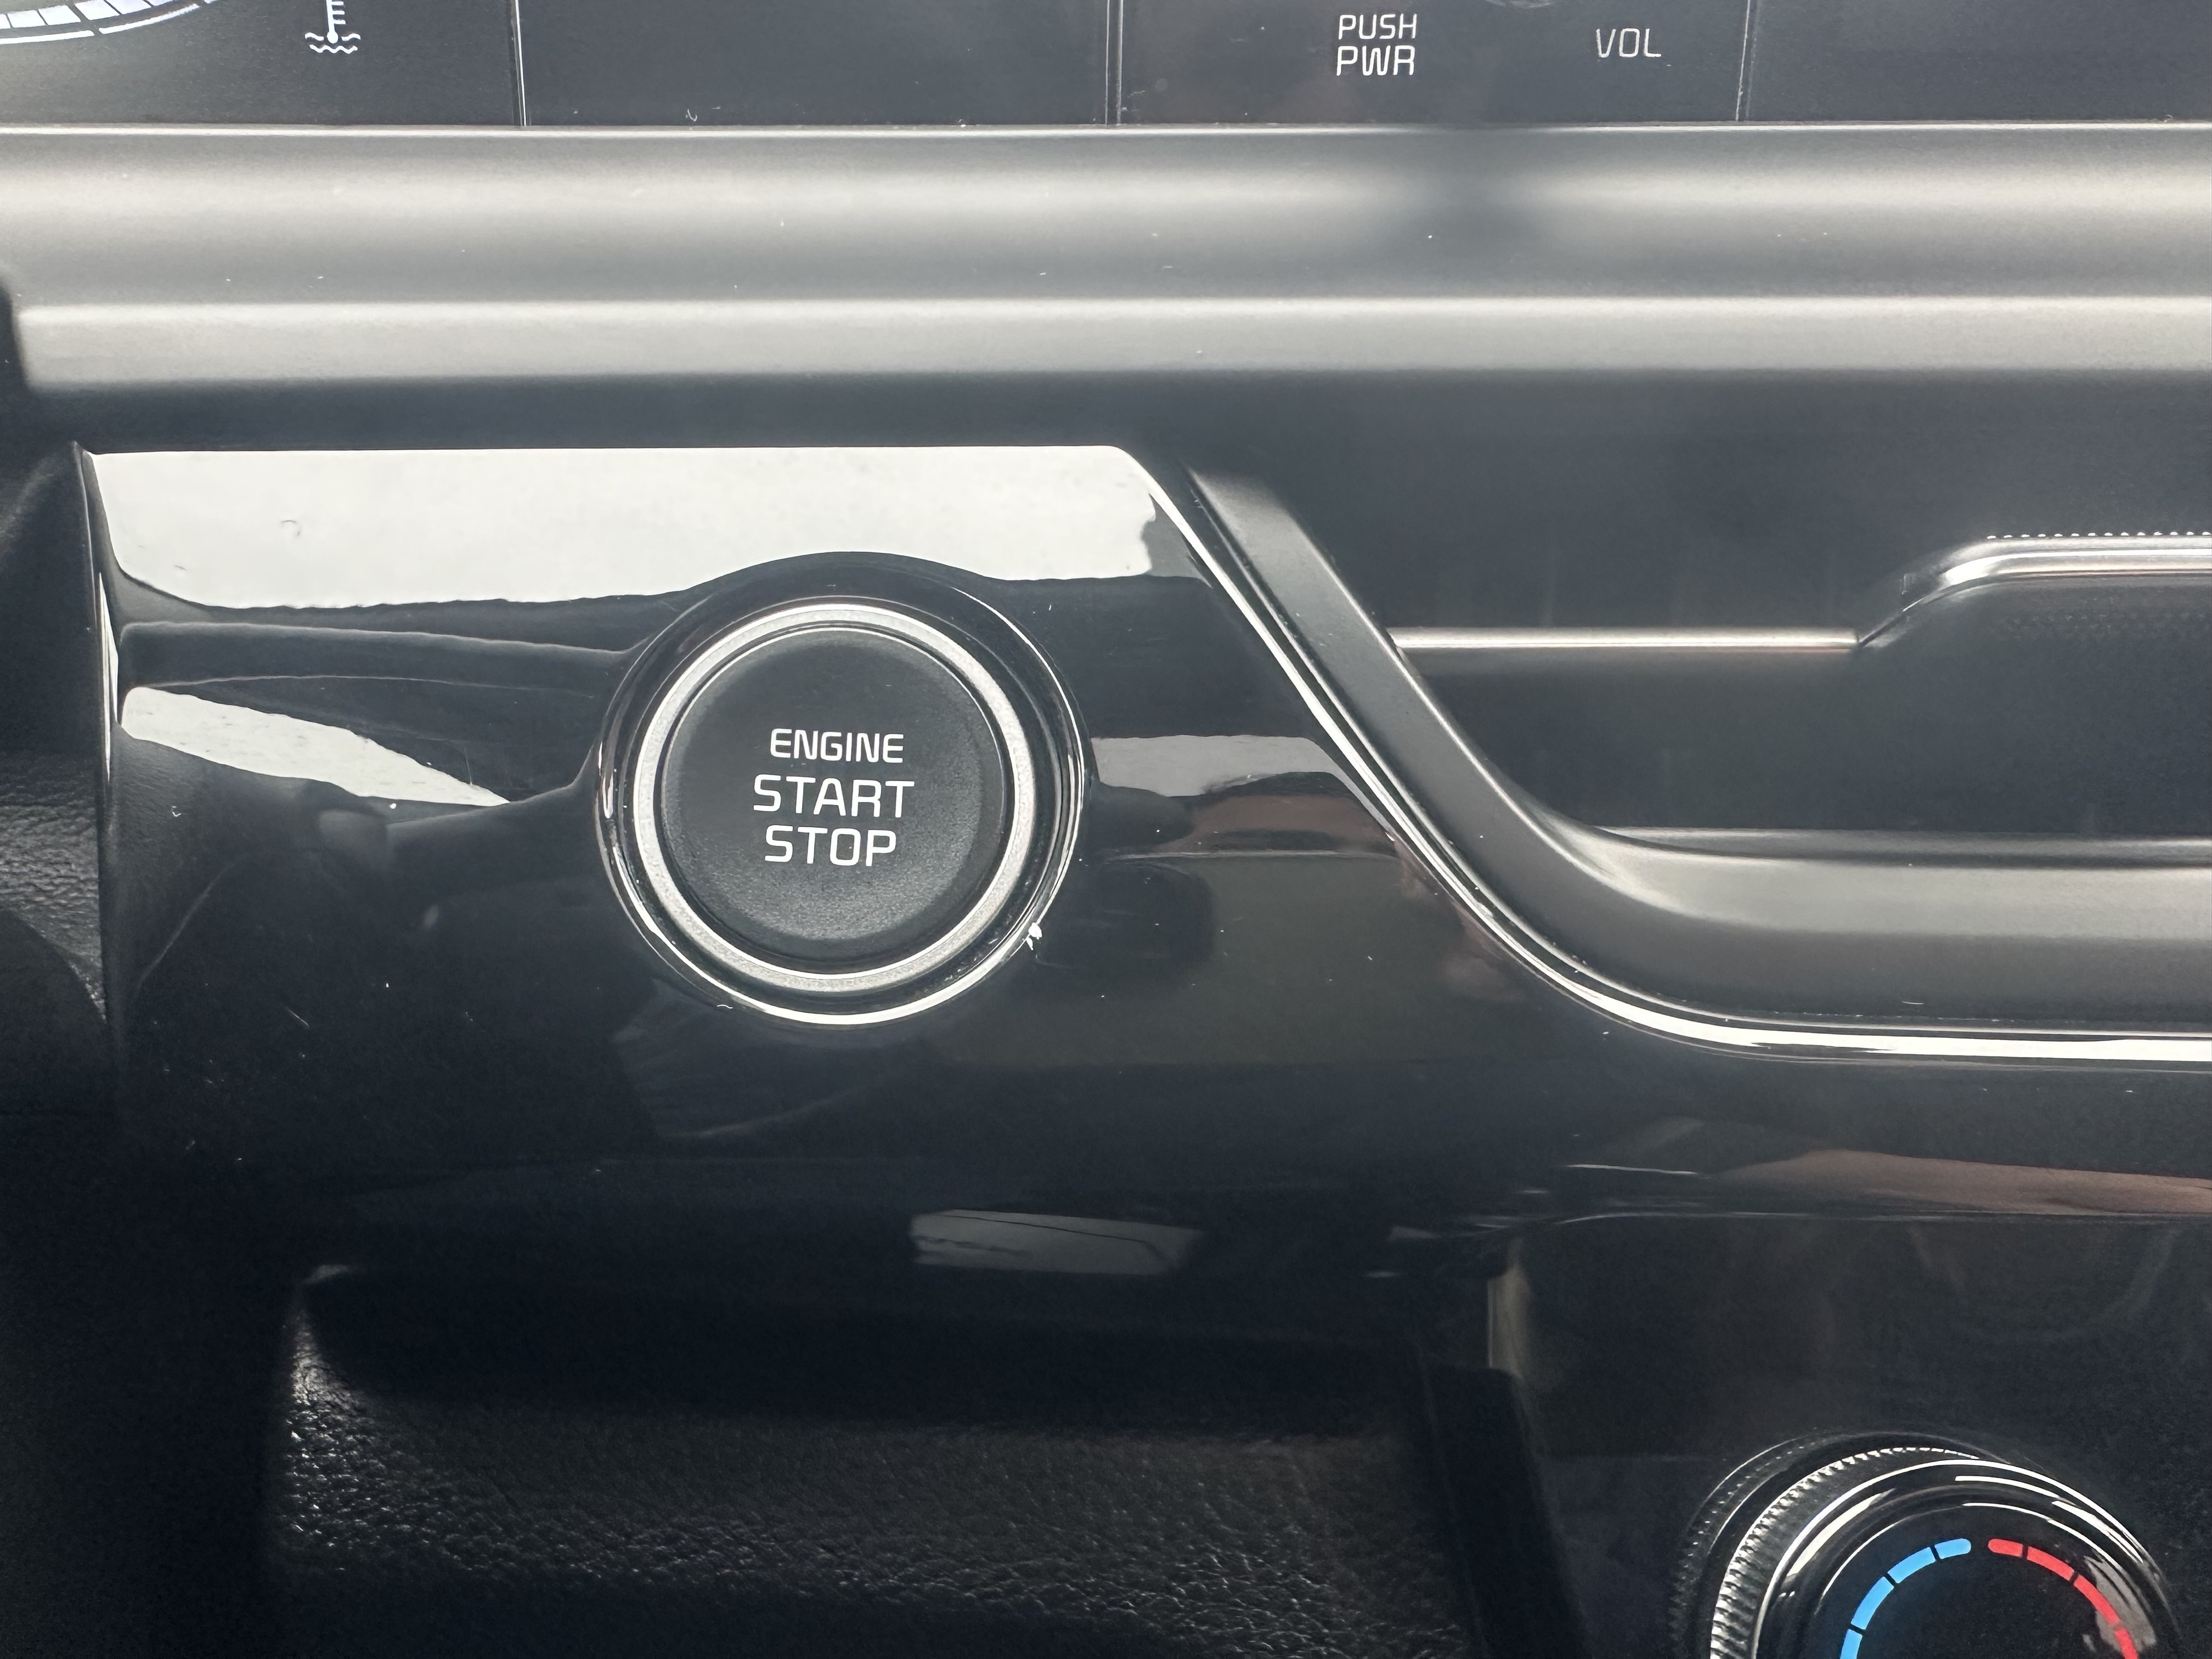 PUSH
PWR
VOL
ENGINE
START
STOP